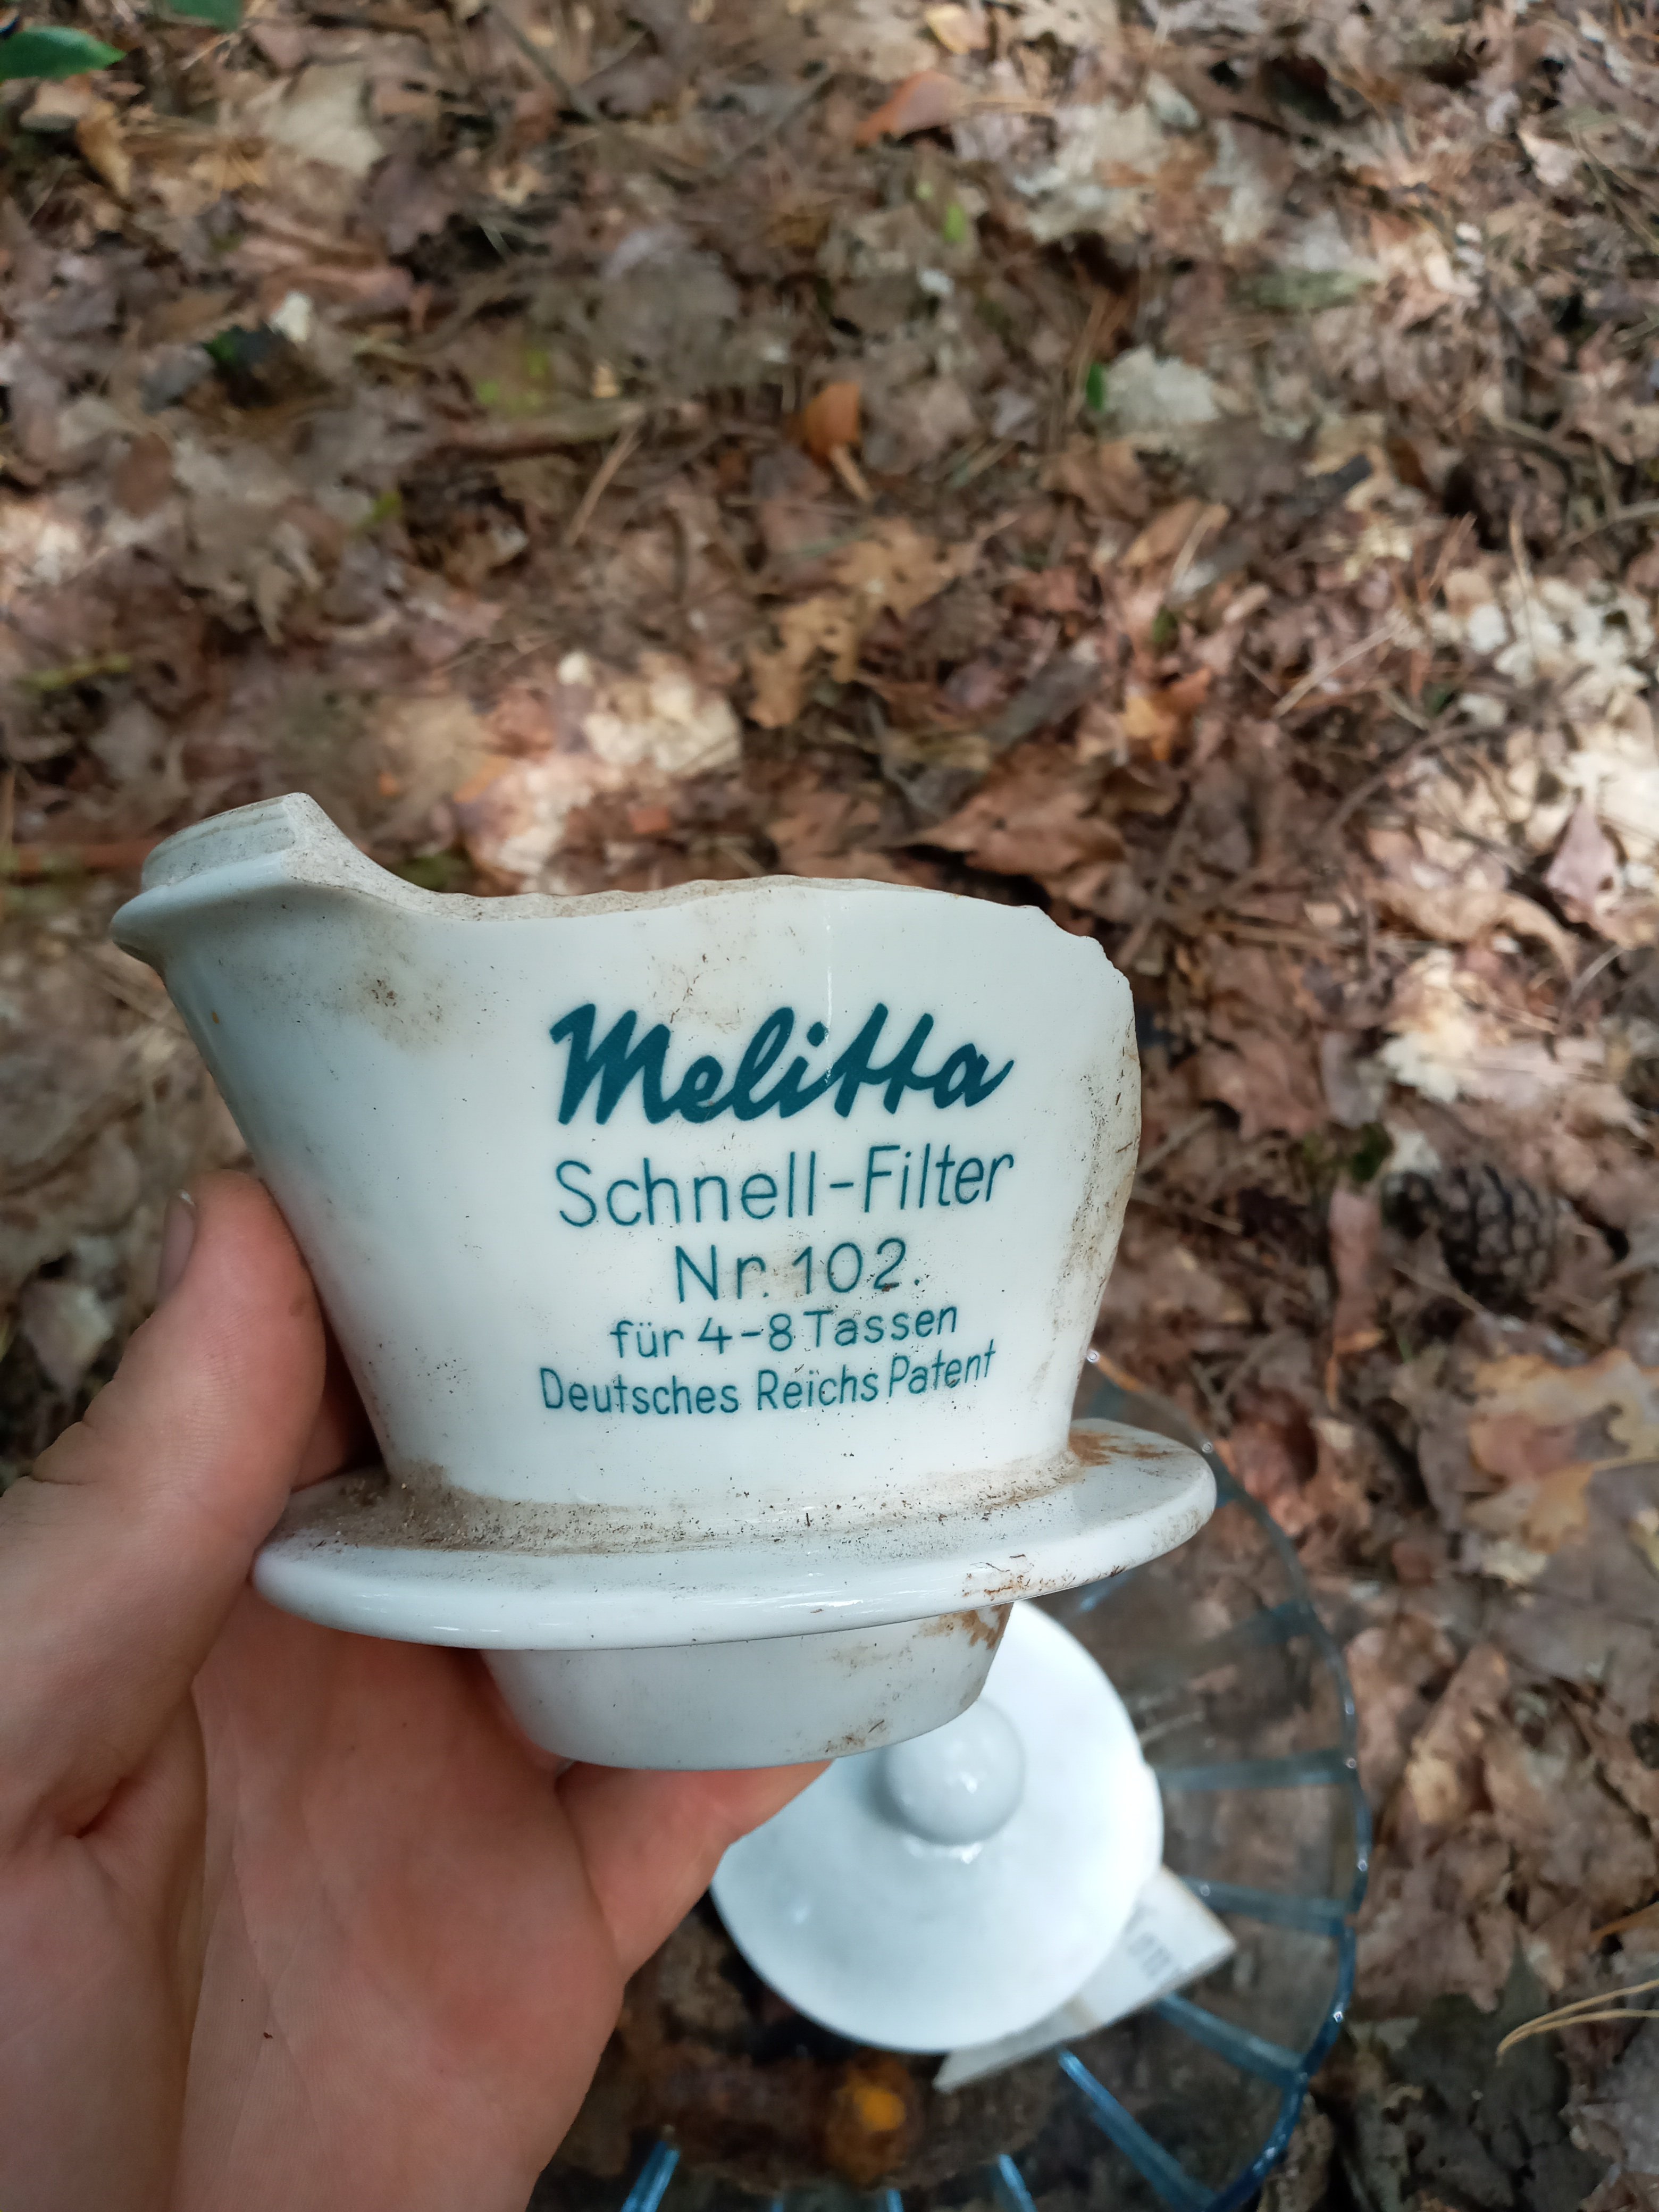 Melitta
Schnell-Filter
Nr. 102.
für 4-8 Tassen
Deutsches Reichs Patent